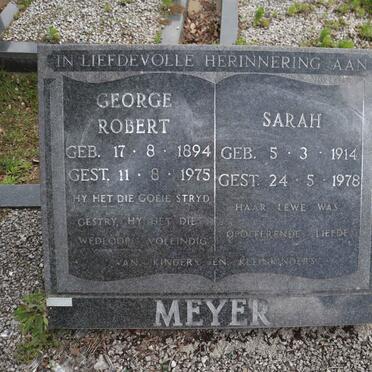 IN LIEFDEVOLLE HERINNERING AAN
GEORGE
ROBERT
GEB. 17 · 8 · 1894
GEST. 11 · 8 · 1975
HY HET DIE GOEIE STRYD
GESTRY, HY HET DIE
WEDLOOP VOLEINDIG
SARAH
GEB. 5 · 3 · 1914
GEST. 24 · 5 · 1978
HAAR LEWE WAS
OPOFFERENDE LIEFDE
VAN KINDERS EN KLEINKINDERS
MEYER